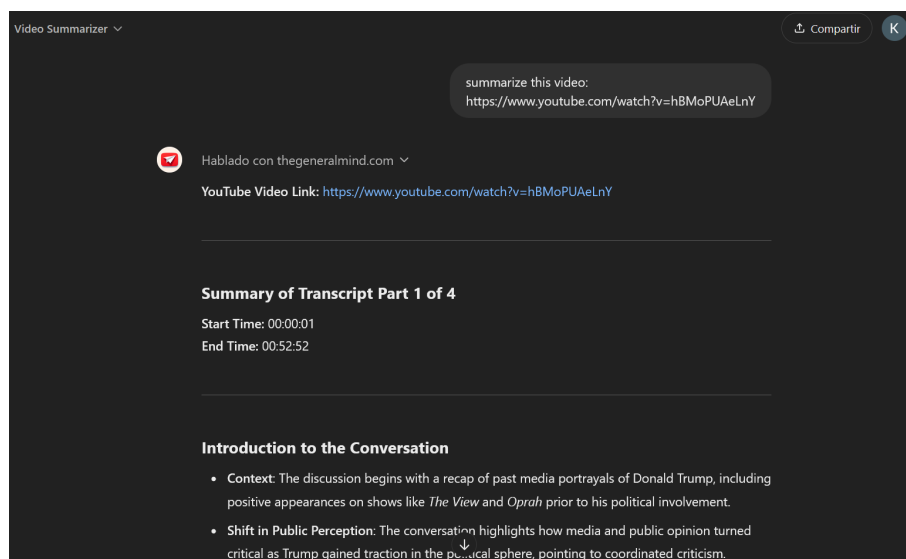 Video Summarizer
Compartir
K
summarize this video:
https://www.youtube.com/watch?v=hBMoPUAeLnY
Hablado con thegeneralmind.com
YouTube Video Link: https://www.youtube.com/watch?v=hBMoPUAeLnY
Summary of Transcript Part 1 of 4
Start Time: 00:00:01
End Time: 00:52:52
Introduction to the Conversation
• Context: The discussion begins with a recap of past media portrayals of Donald Trump, including
positive appearances on shows like The View and Oprah prior to his political involvement.
• Shift in Public Perception: The conversation highlights how media and public opinion turned
critical as Trump gained traction in the political sphere, pointing to coordinated criticism.